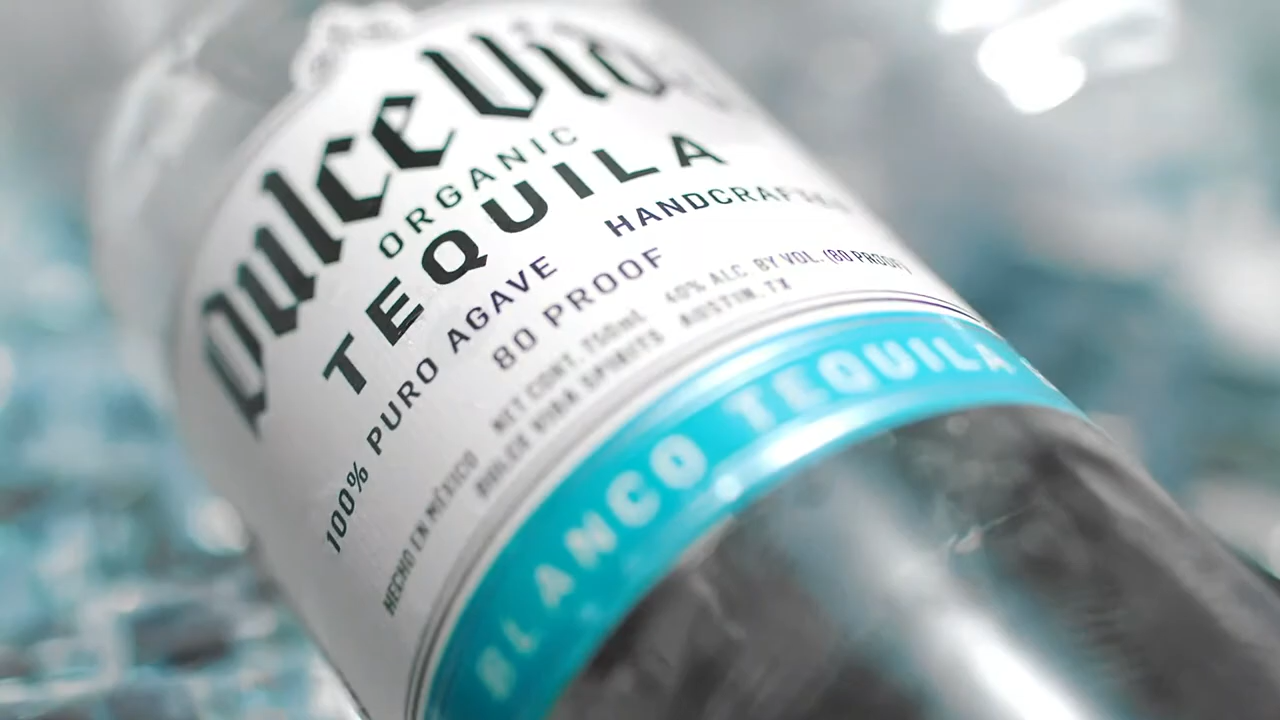 Dulce Vida
ORGANIC
TEQUILA
100% PURO AGAVE HANDCRAFTED
80 PROOF
HECHO EN MÉXICO NET CONT. 750ml 40% ALC BY VOL. (80 PROOF)
DULCE VIDA SPIRITS AUSTIN, TX
BLANCO TEQUILA